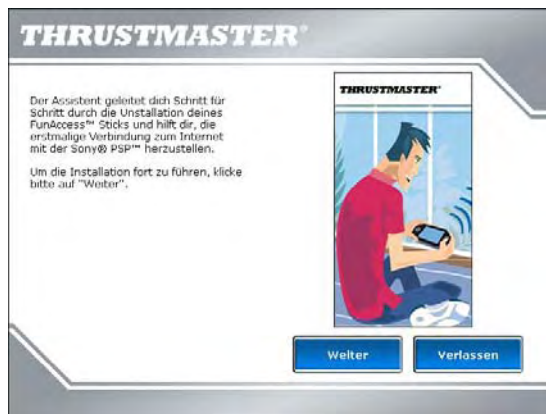 THRUSTMASTER®
Der Assistent geleitet dich Schritt für
Schritt durch die Unstallation deines
FunAccess™ Sticks und hilft dir, die
erstmalige Verbindung zum Internet
mit der Sony® PSP™ herzustellen.
Um die Installation fort zu führen, klicke
bitte auf "Weiter".
THRUSTMASTER®
Weiter
Verlassen